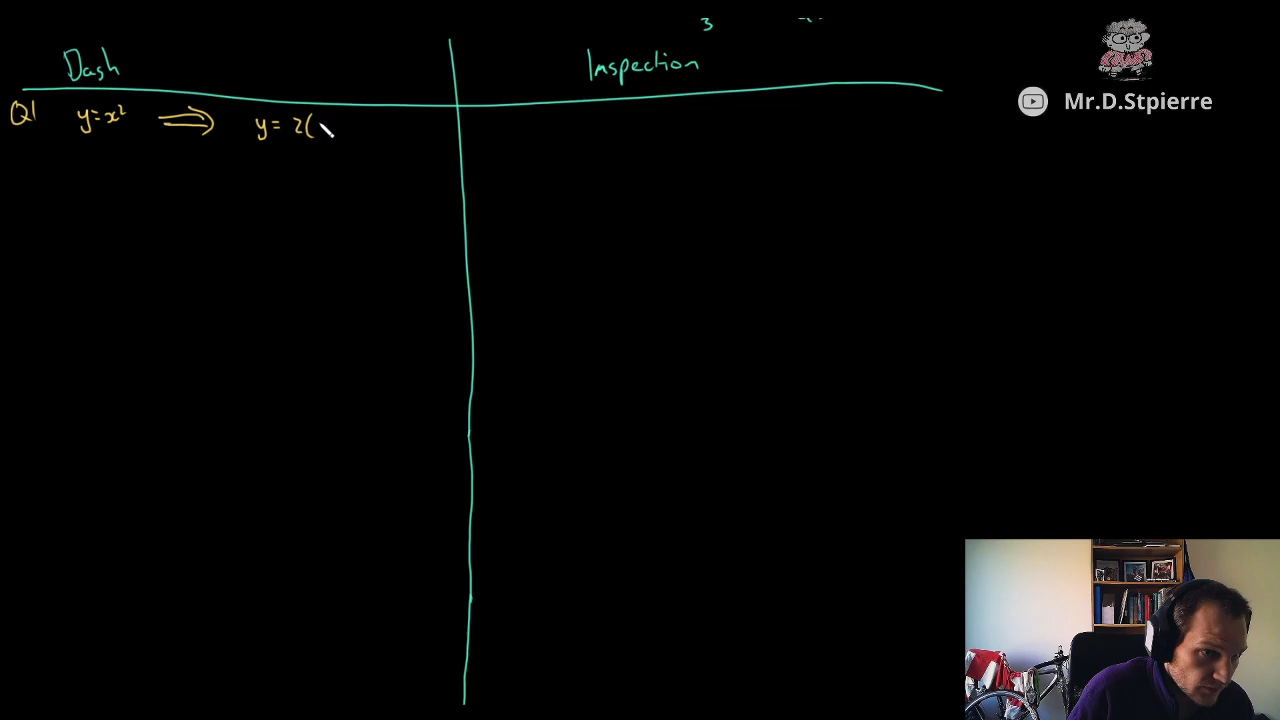 Dash
Inspection
Mr.D.Stpierre
Q1 y=x² ⟹ y= 2(